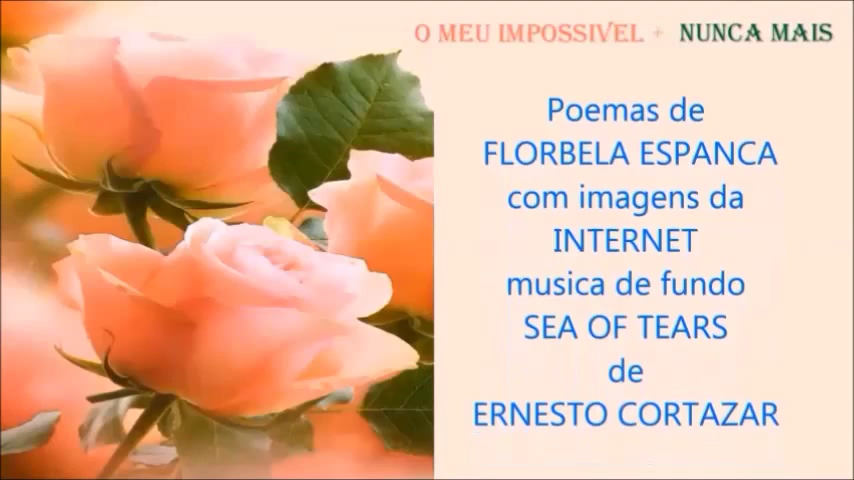 O MEU IMPOSSIVEL + NUNCA MAIS
Poemas de
FLORBELA ESPANCA
com imagens da
INTERNET
musica de fundo
SEA OF TEARS
de
ERNESTO CORTAZAR